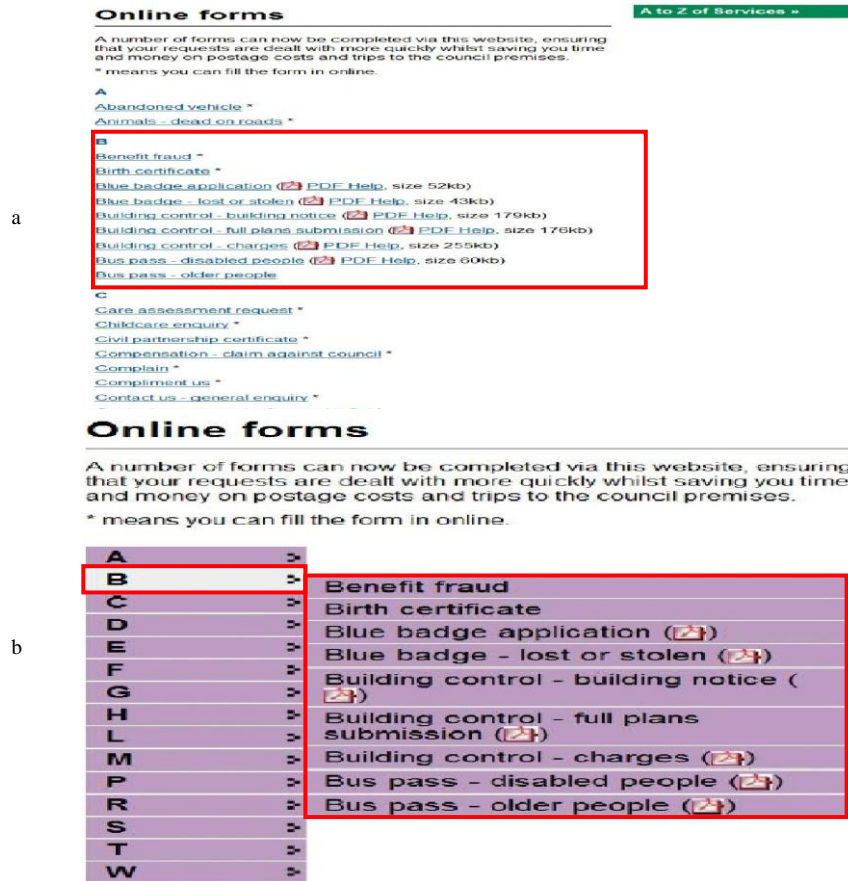 Online forms
A to Z of Services »
A number of forms can now be completed via this website, ensuring
that your requests are dealt with more quickly whilst saving you time
and money on postage costs and trips to the council premises.
* means you can fill the form in online.
A
Abandoned vehicle *
Animals - dead on roads *
B
Benefit fraud *
Birth certificate *
Blue badge application (PDF Help, size 52kb)
Blue badge - lost or stolen (PDF Help, size 43kb)
a
Building control - building notice (PDF Help, size 179kb)
Building control - full plans submission (PDF Help, size 176kb)
Building control - charges (PDF Help, size 255kb)
Bus pass - disabled people (PDF Help, size 60kb)
Bus pass - older people
C
Care assessment request *
Childcare enquiry *
Civil partnership certificate *
Compensation - claim against council *
Complain *
Compliment us *
Contact us - general enquiry *
Online forms
A number of forms can now be completed via this website, ensuring
that your requests are dealt with more quickly whilst saving you time
and money on postage costs and trips to the council premises.
* means you can fill the form in online.
b
A >
B >
C >
D >
E >
F >
G >
H >
L >
M >
P >
R >
S >
T >
W >
Benefit fraud
Birth certificate
Blue badge application ()
Blue badge - lost or stolen ()
Building control - building notice (
)
Building control - full plans
submission ()
Building control - charges ()
Bus pass - disabled people ()
Bus pass - older people ()